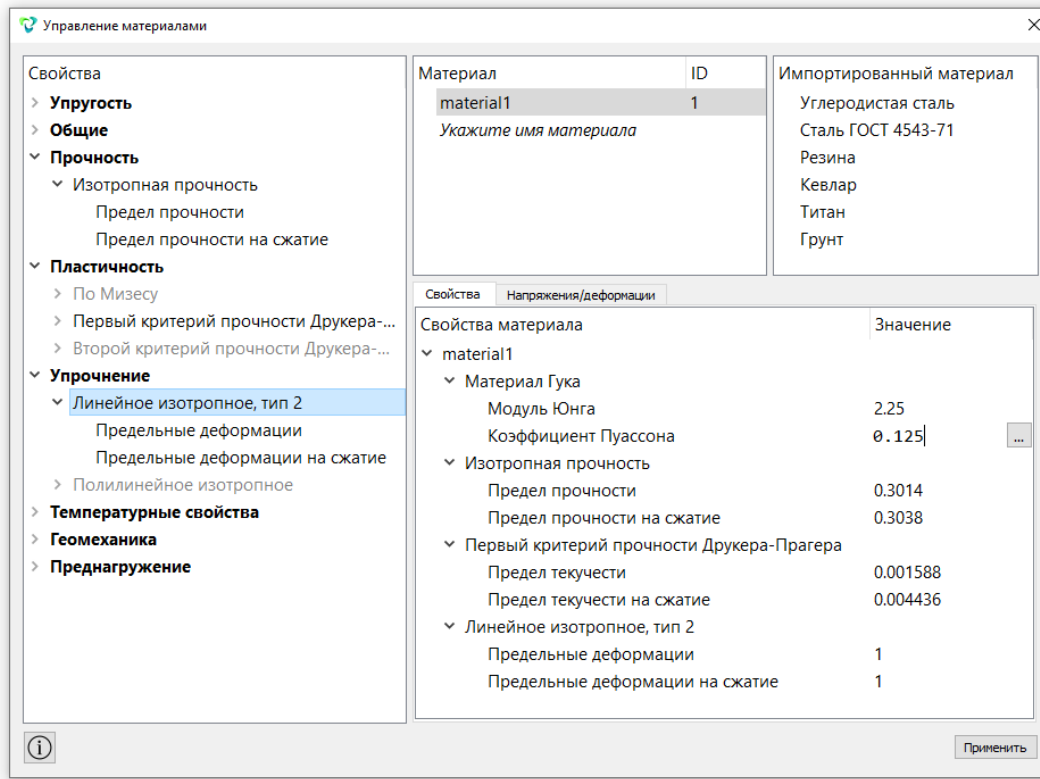 Управление материалами
Свойства
Упругость
Общие
Прочность
Изотропная прочность
Предел прочности
Предел прочности на сжатие
Пластичность
По Мизесу
Первый критерий прочности Друкера-...
Второй критерий прочности Друкера-...
Упрочнение
Линейное изотропное, тип 2
Предельные деформации
Предельные деформации на сжатие
Полилинейное изотропное
Температурные свойства
Геомеханика
Преднагружение
Материал ID
material1 1
Укажите имя материала
Импортированный материал
Углеродистая сталь
Сталь ГОСТ 4543-71
Резина
Кевлар
Титан
Грунт
Свойства Напряжения/деформации
Свойства материала Значение
material1
Материал Гука
Модуль Юнга 2.25
Коэффициент Пуассона 0.125 ...
Изотропная прочность
Предел прочности 0.3014
Предел прочности на сжатие 0.3038
Первый критерий прочности Друкера-Прагера
Предел текучести 0.001588
Предел текучести на сжатие 0.004436
Линейное изотропное, тип 2
Предельные деформации 1
Предельные деформации на сжатие 1
Применить